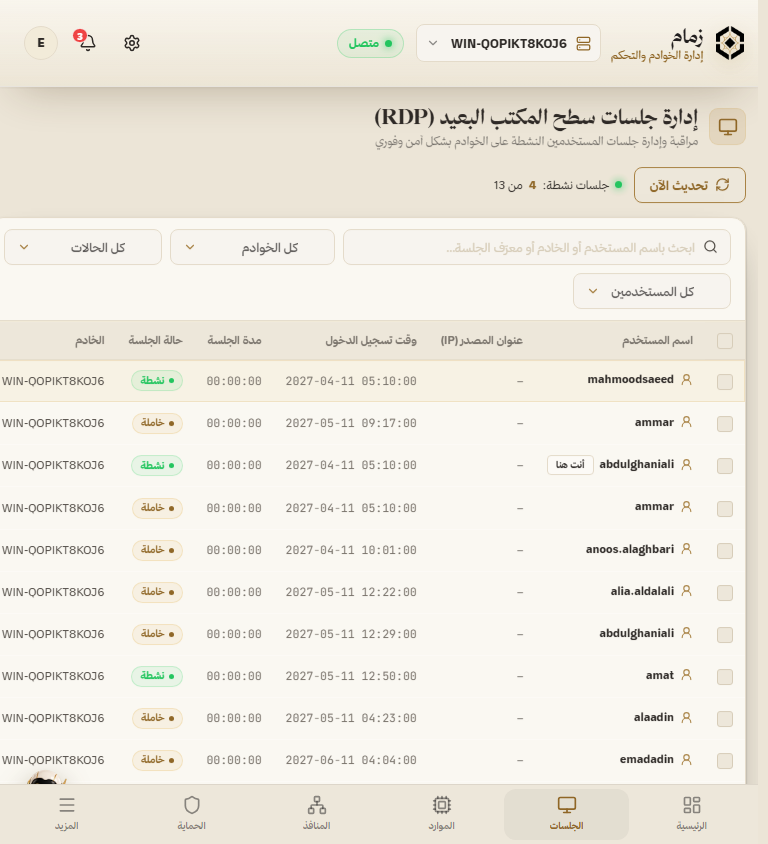 زمام
إدارة الخوادم والتحكم
WIN-QOPIKT8KOJ6
متصل
3
E
إدارة جلسات سطح المكتب البعيد (RDP)
مراقبة وإدارة جلسات المستخدمين النشطة على الخوادم بشكل آمن وفوري
تحديث الآن
جلسات نشطة: 4 من 13
ابحث باسم المستخدم أو الخادم أو معرّف الجلسة...
كل الخوادم
كل الحالات
كل المستخدمين
اسم المستخدم عنوان المصدر (IP) وقت تسجيل الدخول مدة الجلسة حالة الجلسة الخادم
mahmoodsaeed – 2027-04-11 05:10:00 00:00:00 نشطة WIN-QOPIKT8KOJ6
ammar – 2027-05-11 09:17:00 00:00:00 خاملة WIN-QOPIKT8KOJ6
abdulghaniali أنت هنا – 2027-04-11 05:10:00 00:00:00 نشطة WIN-QOPIKT8KOJ6
ammar – 2027-04-11 05:10:00 00:00:00 خاملة WIN-QOPIKT8KOJ6
anoos.alaghbari – 2027-04-11 10:01:00 00:00:00 خاملة WIN-QOPIKT8KOJ6
alia.aldalali – 2027-05-11 12:22:00 00:00:00 خاملة WIN-QOPIKT8KOJ6
abdulghaniali – 2027-05-11 12:29:00 00:00:00 خاملة WIN-QOPIKT8KOJ6
amat – 2027-05-11 12:50:00 00:00:00 نشطة WIN-QOPIKT8KOJ6
alaadin – 2027-05-11 04:23:00 00:00:00 خاملة WIN-QOPIKT8KOJ6
emadadin – 2027-06-11 04:04:00 00:00:00 خاملة WIN-QOPIKT8KOJ6
الرئيسية
الجلسات
الموارد
المنافذ
الحماية
المزيد